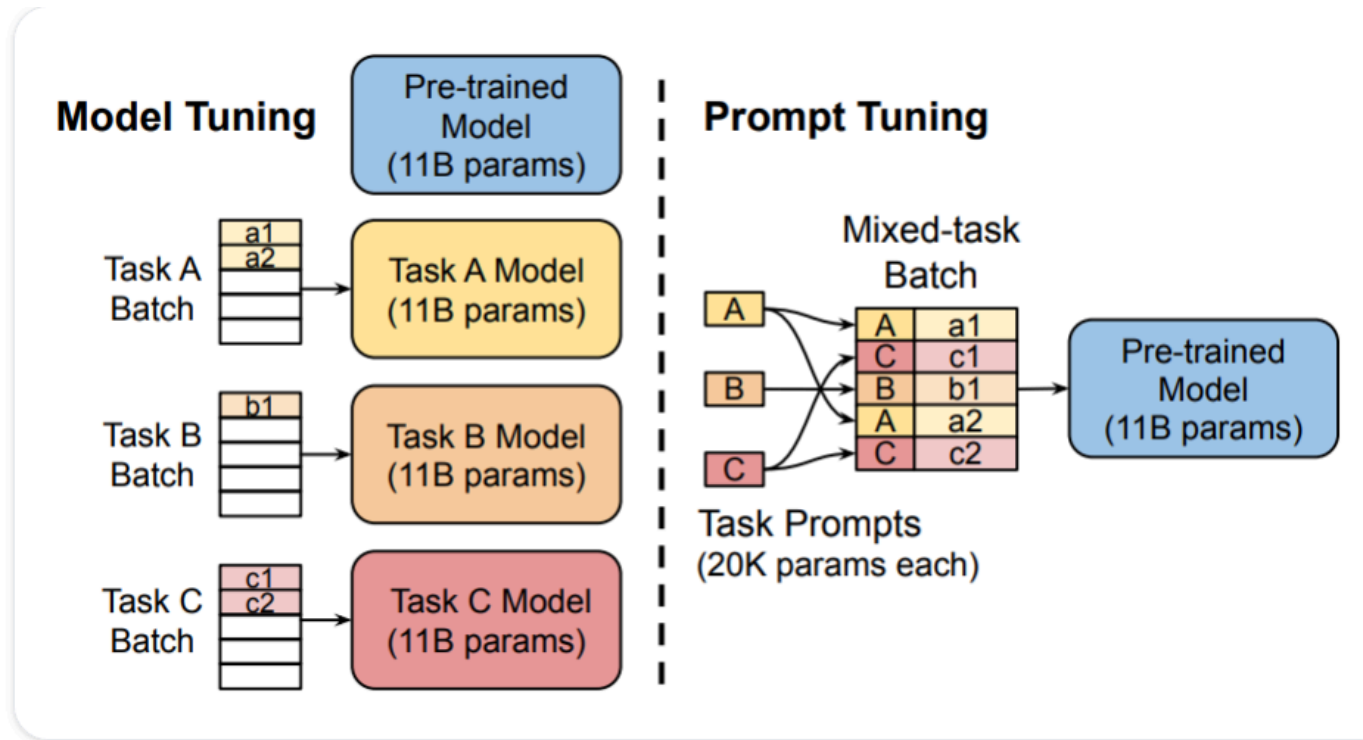 Model Tuning
Pre-trained
Model
(11B params)
Task A
Batch
a1
a2
Task A Model
(11B params)
Task B
Batch
b1
Task B Model
(11B params)
Task C
Batch
c1
c2
Task C Model
(11B params)
Prompt Tuning
Mixed-task
Batch
A
B
C
Task Prompts
(20K params each)
A a1
C c1
B b1
A a2
C c2
Pre-trained
Model
(11B params)